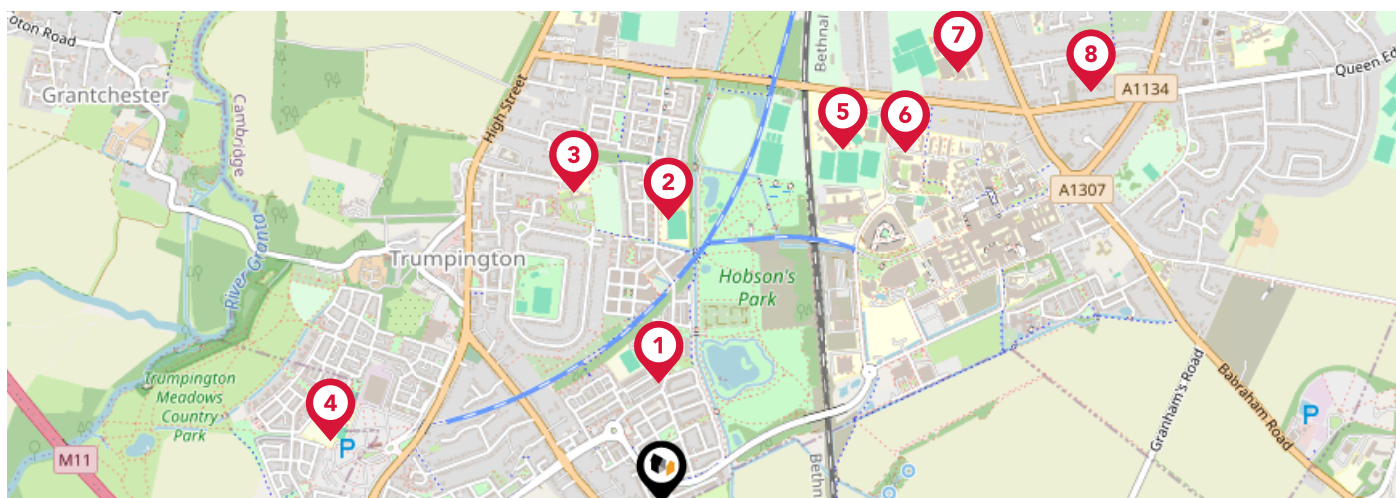 oton Road
Grantchester
Cambridge
River Granta
High Street
Bethnal
7
8
A1134
Queen Ed
5
6
3
2
A1307
Trumpington
Hobson's
Park
1
Trumpington
Meadows
Country
Park
4
P
M11
Granham's Road
Babraham Road
P
Bethn